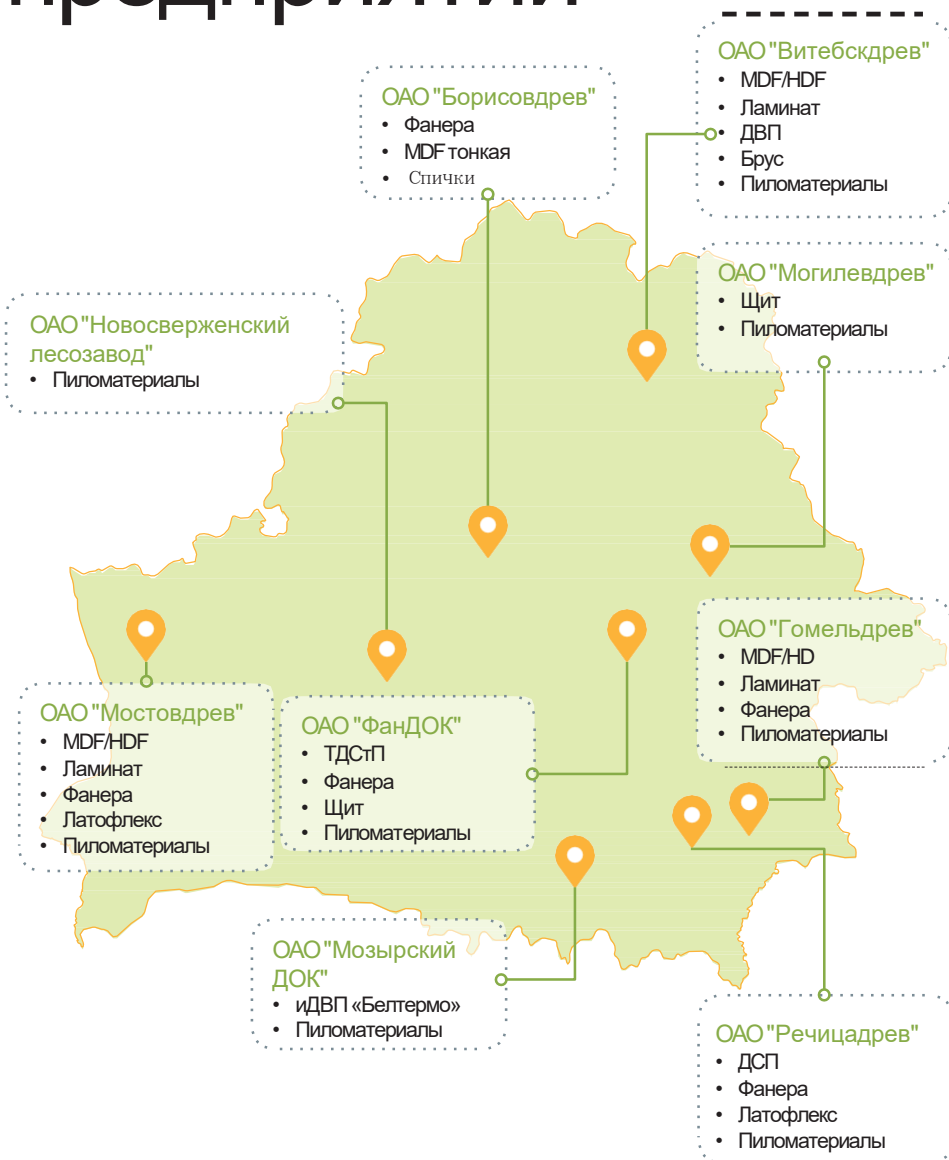 предприятий
ОАО "Витебскдрев"
• MDF/HDF
• Ламинат
• ДВП
• Брус
• Пиломатериалы
ОАО "Борисовдрев"
• Фанера
• MDF тонкая
• Спички
ОАО "Могилевдрев"
• Щит
• Пиломатериалы
ОАО "Новосверженский
лесозавод"
• Пиломатериалы
ОАО "Гомельдрев"
• MDF/HD
• Ламинат
• Фанера
• Пиломатериалы
ОАО "Мостовдрев"
• MDF/HDF
• Ламинат
• Фанера
• Латофлекс
• Пиломатериалы
ОАО "ФанДОК"
• ТДСтП
• Фанера
• Щит
• Пиломатериалы
ОАО "Мозырский
ДОК"
• иДВП «Белтермо»
• Пиломатериалы
ОАО "Речицадрев"
• ДСП
• Фанера
• Латофлекс
• Пиломатериалы